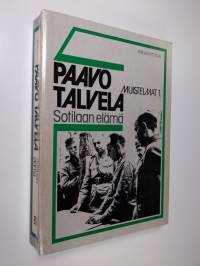 PAAVO
TALVELA
MUISTELMAT 1.
Sotilaan elämä
PAAVO TALVELA